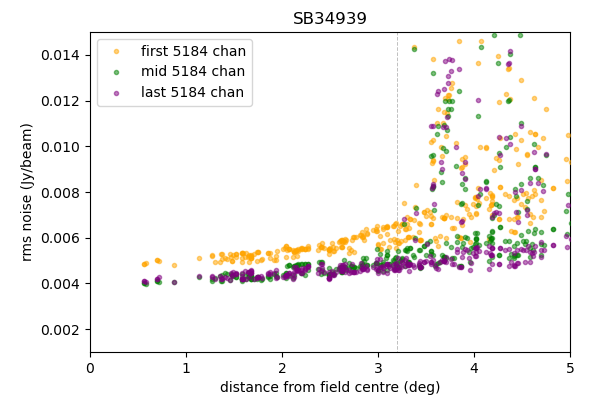 SB34939
first 5184 chan
mid 5184 chan
last 5184 chan
rms noise (Jy/beam)
0.014
0.012
0.010
0.008
0.006
0.004
0.002
0 1 2 3 4 5
distance from field centre (deg)